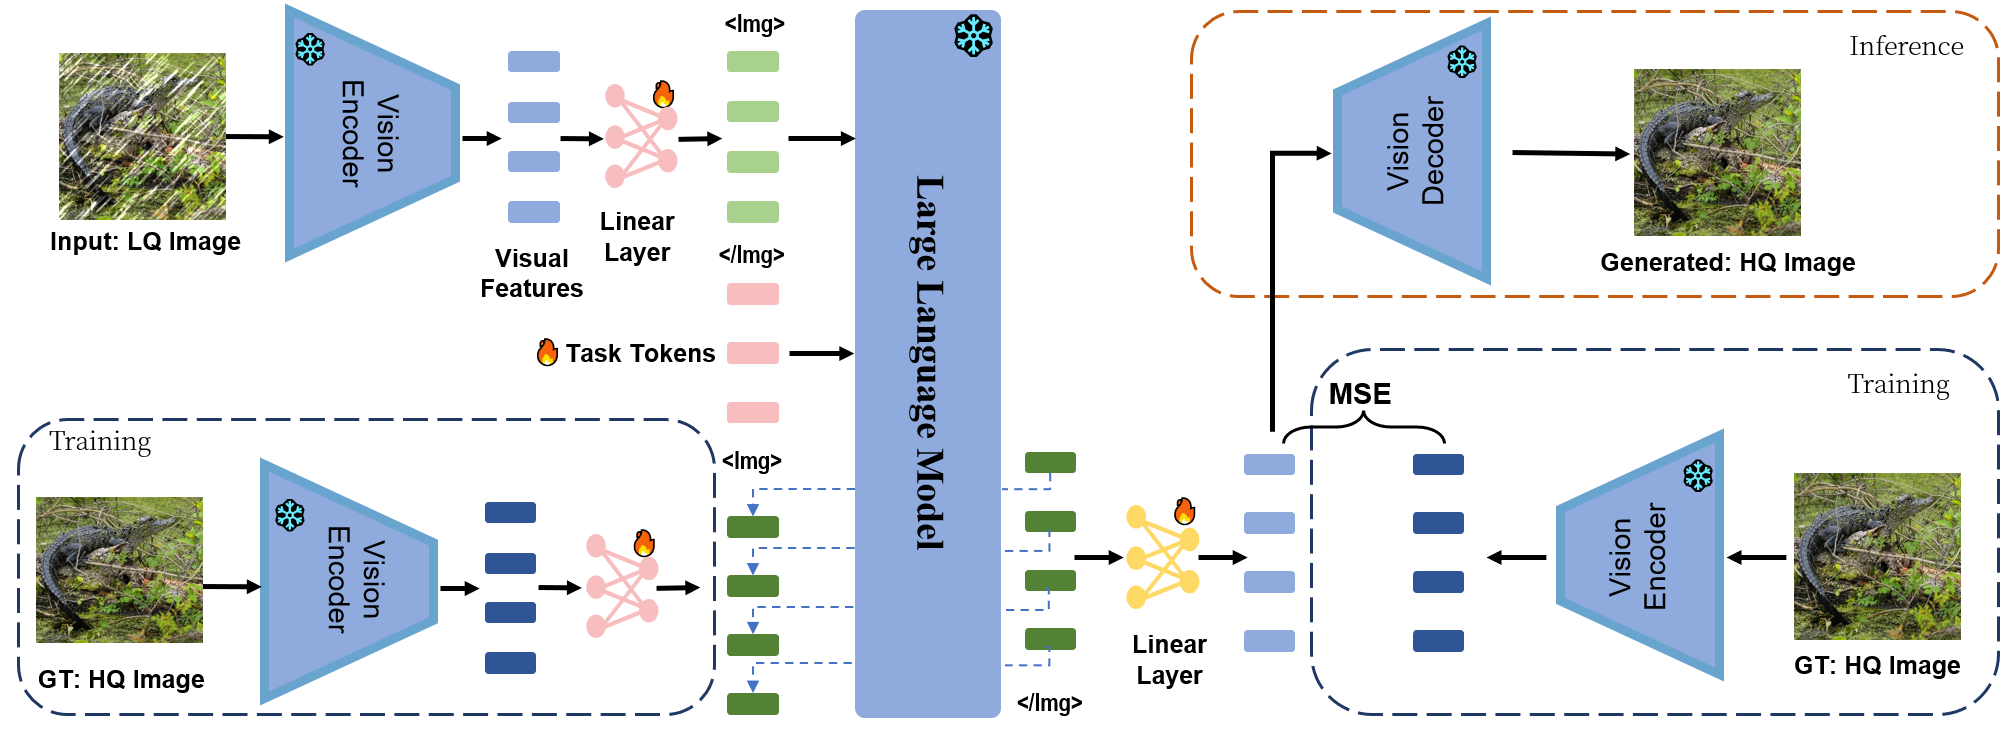 <Img>
Vision
Encoder
Input: LQ Image
Visual
Features
Linear
Layer
</Img>
Task Tokens
<Img>
Large Language Model
Inference
Vision
Decoder
Generated: HQ Image
Training
Vision
Encoder
GT: HQ Image
</Img>
Linear
Layer
MSE
Training
Vision
Encoder
GT: HQ Image